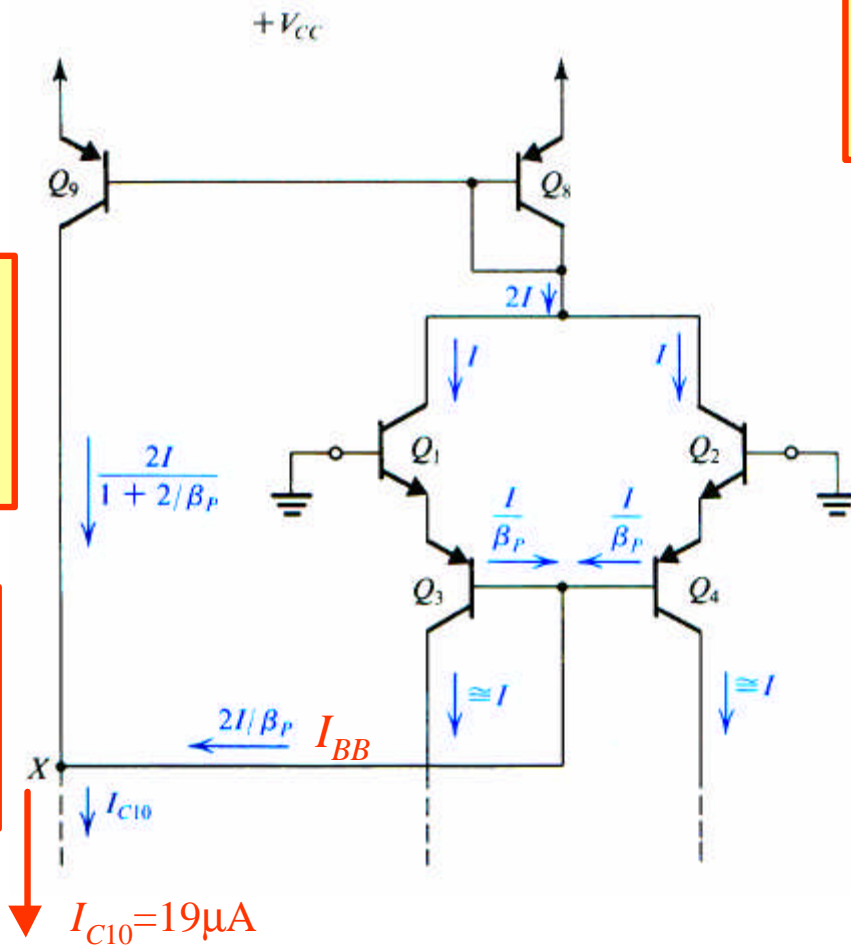 +V_CC
Q_9
Q_8
2I
I
I
Q_1
Q_2
2I
1 + 2/β_P
I
β_P
I
β_P
Q_3
Q_4
≅I
≅I
2I/β_P
I_BB
X
I_C10
I_C10=19μA